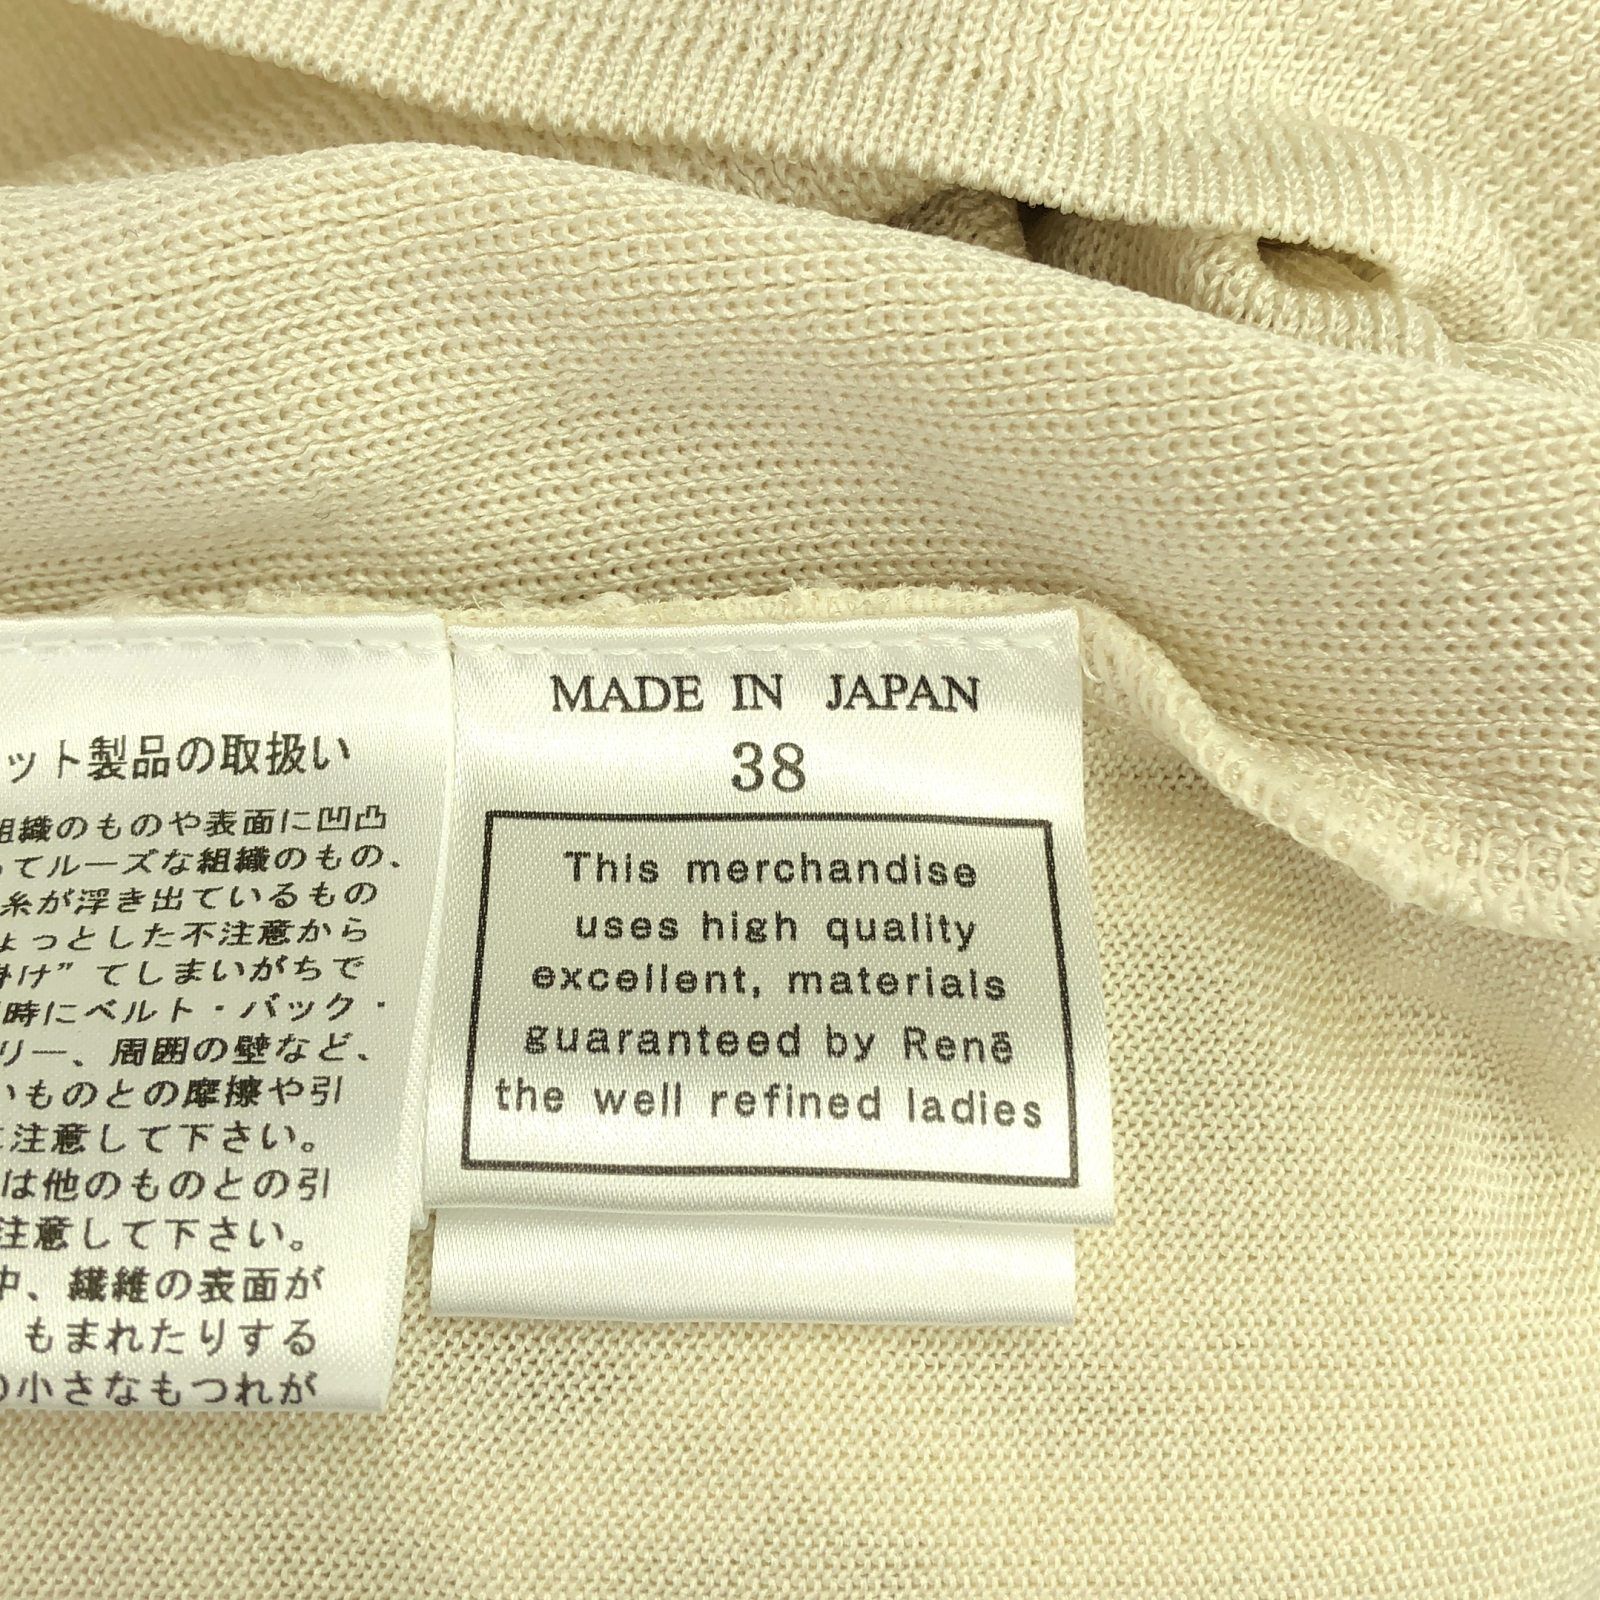 ット製品の取扱い
組織のものや表面に凹凸
てルーズな組織のもの、
糸が浮き出ているもの
ょっとした不注意から
掛け”てしまいがちで
時にベルト・バック・
リー、周囲の壁など、
いものとの摩擦や引
に注意して下さい。
は他のものとの引
注意して下さい。
中、繊維の表面が
もまれたりする
の小さなもつれが
MADE IN JAPAN
38
This merchandise
uses high quality
excellent, materials
guaranteed by Renē
the well refined ladies